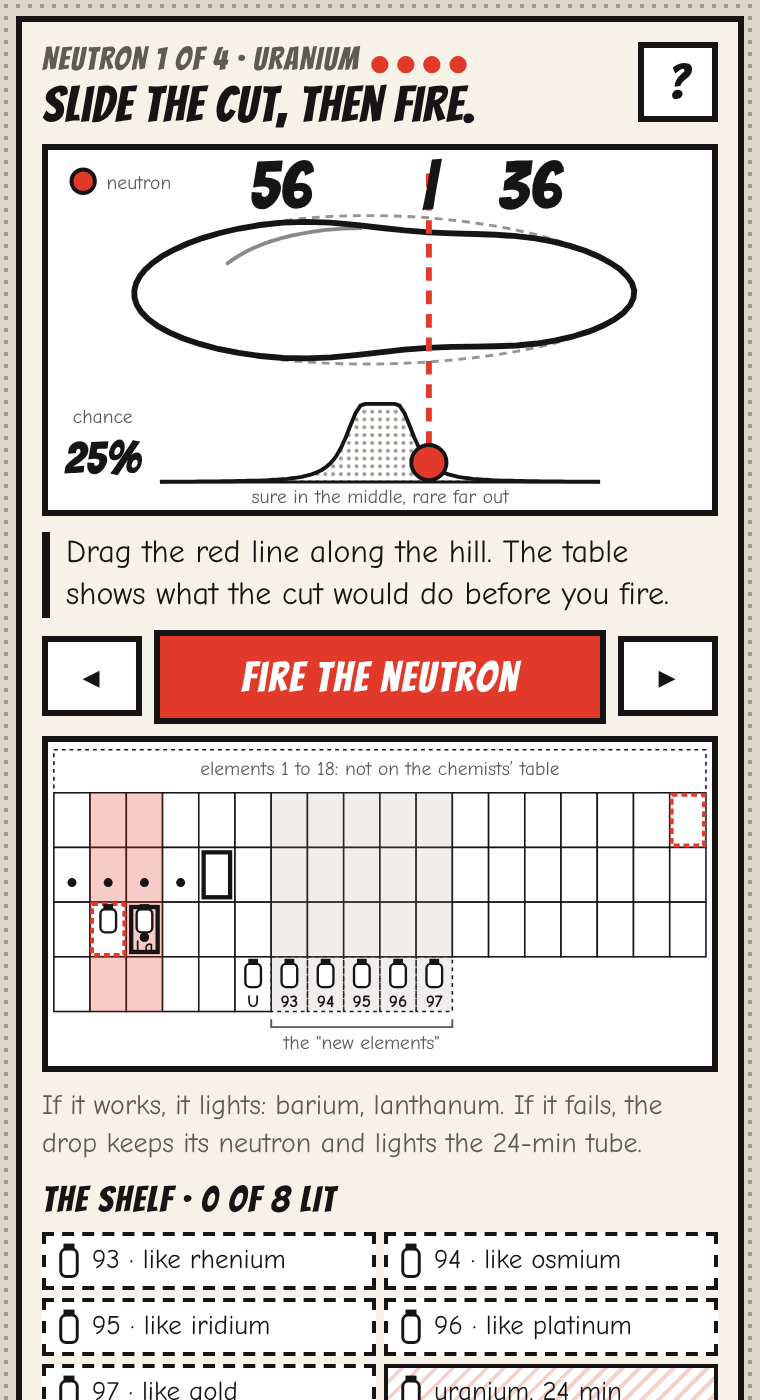 NEUTRON 1 OF 4 · URANIUM
SLIDE THE CUT, THEN FIRE.
?
neutron
56 / 36
chance
25%
sure in the middle, rare far out
Drag the red line along the hill. The table
shows what the cut would do before you fire.
◄ FIRE THE NEUTRON ►
elements 1 to 18: not on the chemists' table
U 93 94 95 96 97
the "new elements"
If it works, it lights: barium, lanthanum. If it fails, the
drop keeps its neutron and lights the 24-min tube.
THE SHELF · 0 OF 8 LIT
93 · like rhenium
94 · like osmium
95 · like iridium
96 · like platinum
97 · like gold
uranium, 24 min